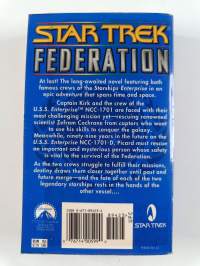 STAR TREK
FEDERATION
At last! The long-awaited novel featuring both
famous crews of the Starships Enterprise in an
epic adventure that spans time and space.
Captain Kirk and the crew of the
U.S.S. Enterprise™ NCC-1701 are faced with their
most challenging mission yet—rescuing renowned
scientist Zefram Cochrane from captors who want
to use his skills to conquer the galaxy.
Meanwhile, ninety-nine years in the future on the
U.S.S. Enterprise NCC-1701-D, Picard must rescue
an important and mysterious person whose safety
is vital to the survival of the Federation.
As the two crews struggle to fulfill their missions,
destiny draws them closer together until past and
future merge—and the fate of each of the two
legendary starships rests in the hands of the
other vessel....
STAR TREK